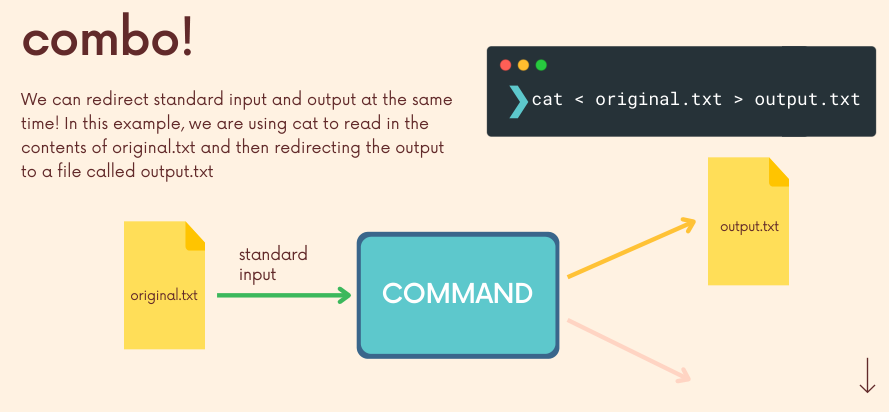 combo!
We can redirect standard input and output at the same
time! In this example, we are using cat to read in the
contents of original.txt and then redirecting the output
to a file called output.txt
cat < original.txt > output.txt
original.txt
standard
input
COMMAND
output.txt